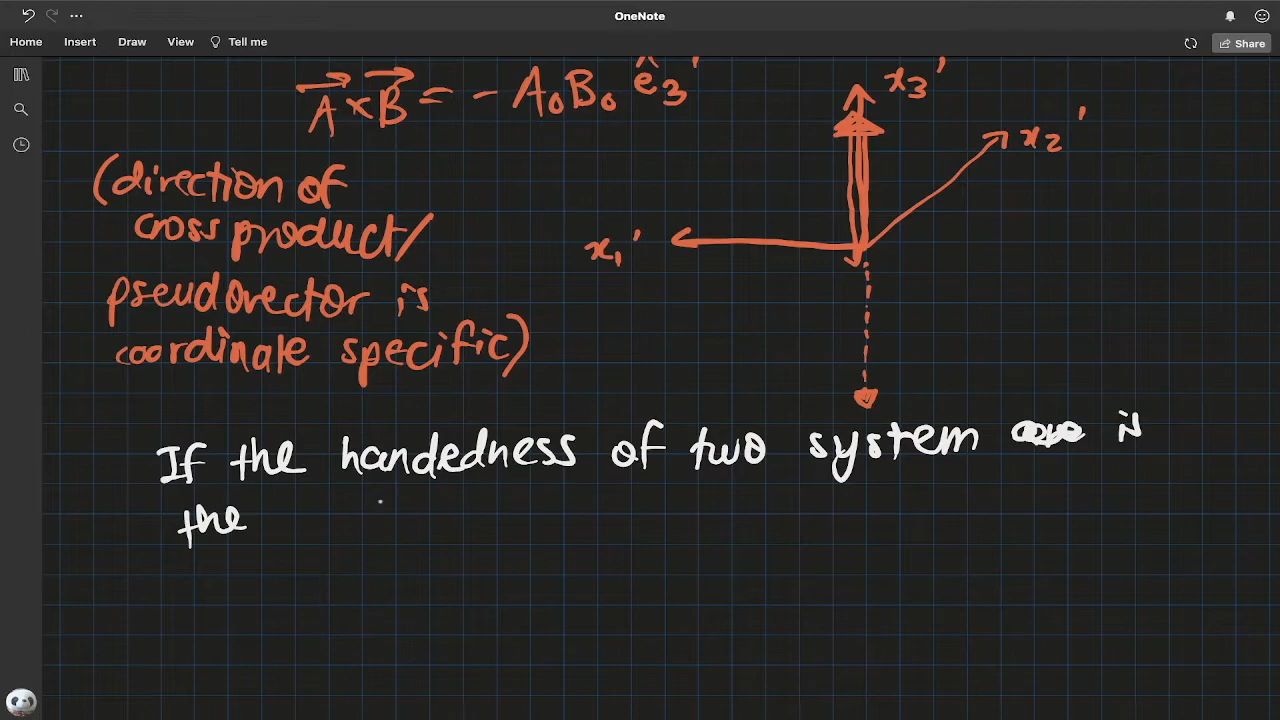 OneNote
Home Insert Draw View Tell me Share
A × B = - A₀B₀ ê₃'
x₃'
x₂'
x₁'
(direction of
cross product/
pseudovector is
coordinate specific)
If the handedness of two system is
the